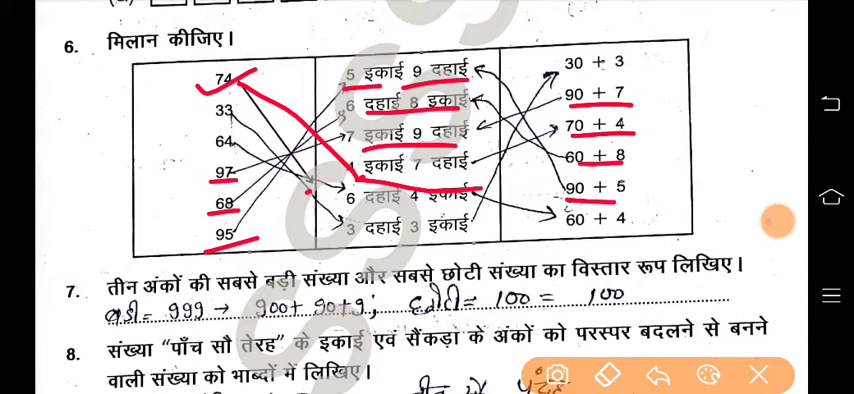 6. मिलान कीजिए।
74 5 इकाई 9 दहाई 30 + 3
33 6 दहाई 8 इकाई 90 + 7
64 7 इकाई 9 दहाई 70 + 4
97 इकाई 7 दहाई 60 + 8
68 6 दहाई 4 इकाई 90 + 5
95 3 दहाई 3 इकाई 60 + 4
7. तीन अंकों की सबसे बड़ी संख्या और सबसे छोटी संख्या का विस्तार रूप लिखिए।
बड़ी = 999 → 900 + 90 + 9; छोटी = 100 = 100
8. संख्या “पाँच सौ तेरह” के इकाई एवं सैंकड़ा के अंकों को परस्पर बदलने से बनने
वाली संख्या को भाब्दों में लिखिए।
तीन सौ